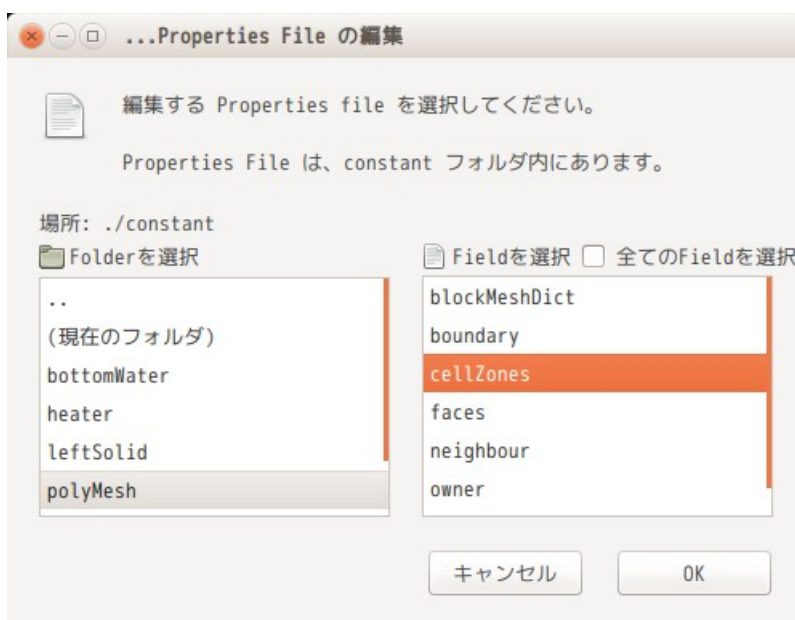 ...Properties File の編集
編集する Properties file を選択してください。
Properties File は、constant フォルダ内にあります。
場所: ./constant
Folderを選択
..
(現在のフォルダ)
bottomWater
heater
leftSolid
polyMesh
Fieldを選択 全てのFieldを選択
blockMeshDict
boundary
cellZones
faces
neighbour
owner
キャンセル OK